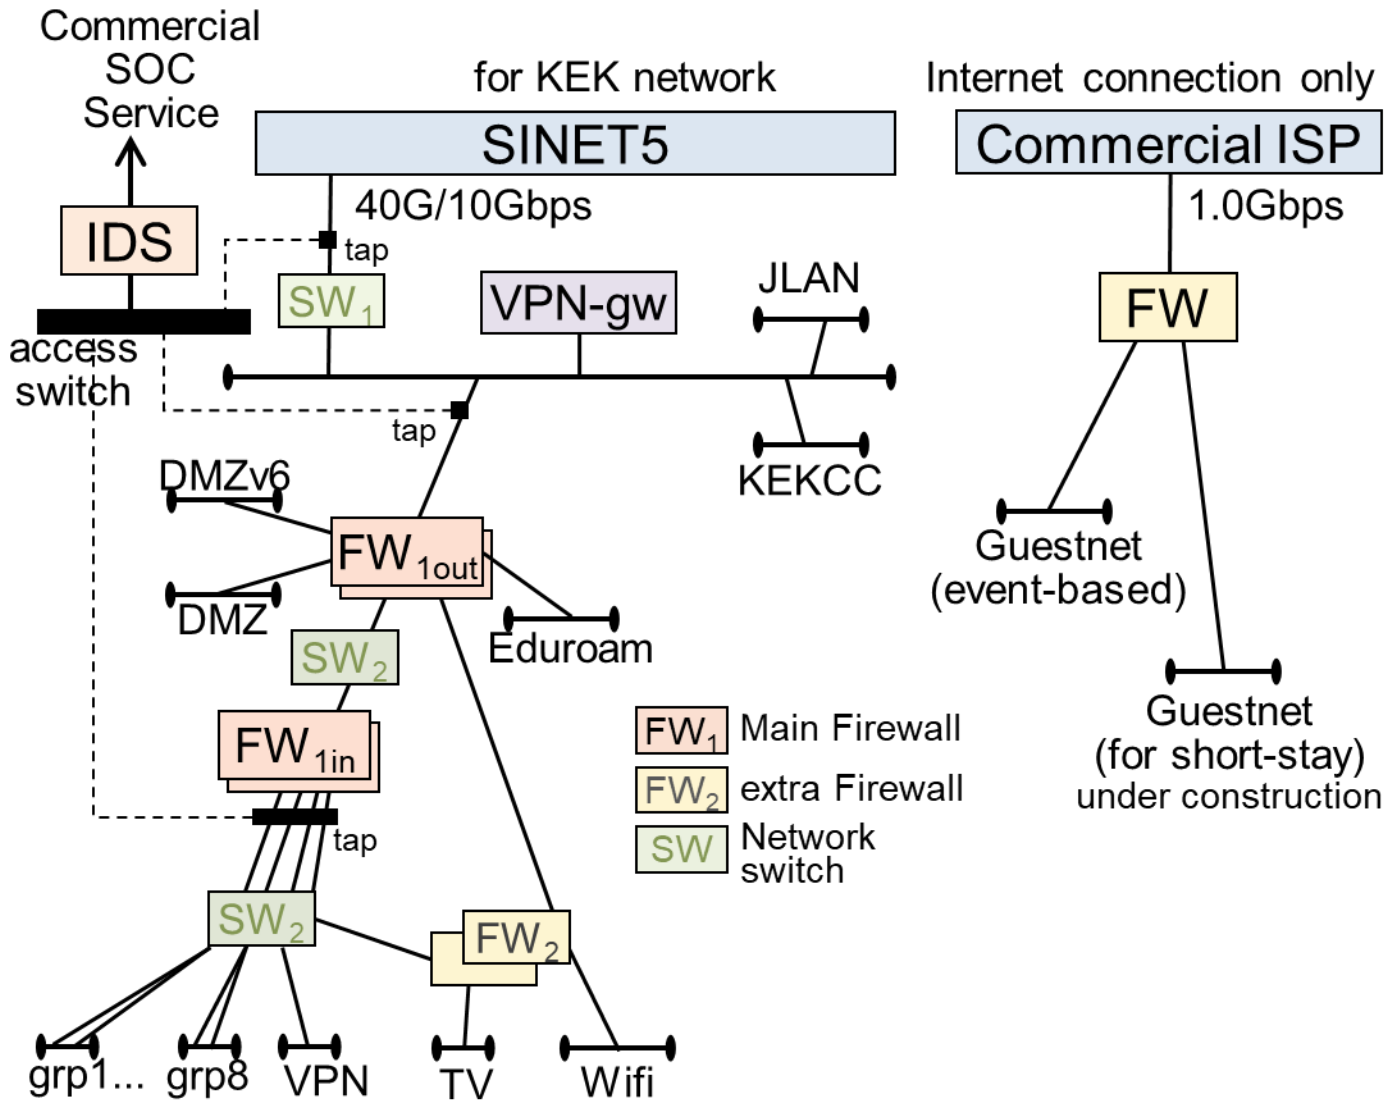 Commercial
SOC
Service
for KEK network
Internet connection only
SINET5
Commercial ISP
40G/10Gbps
1.0Gbps
IDS
tap
SW1
VPN-gw
JLAN
FW
access
switch
tap
KEKCC
DMZv6
FW1out
DMZ
Eduroam
SW2
Guestnet
(event-based)
FW1in
tap
FW1 Main Firewall
FW2 extra Firewall
SW Network
switch
Guestnet
(for short-stay)
under construction
SW2
FW2
grp1...
grp8
VPN
TV
Wifi